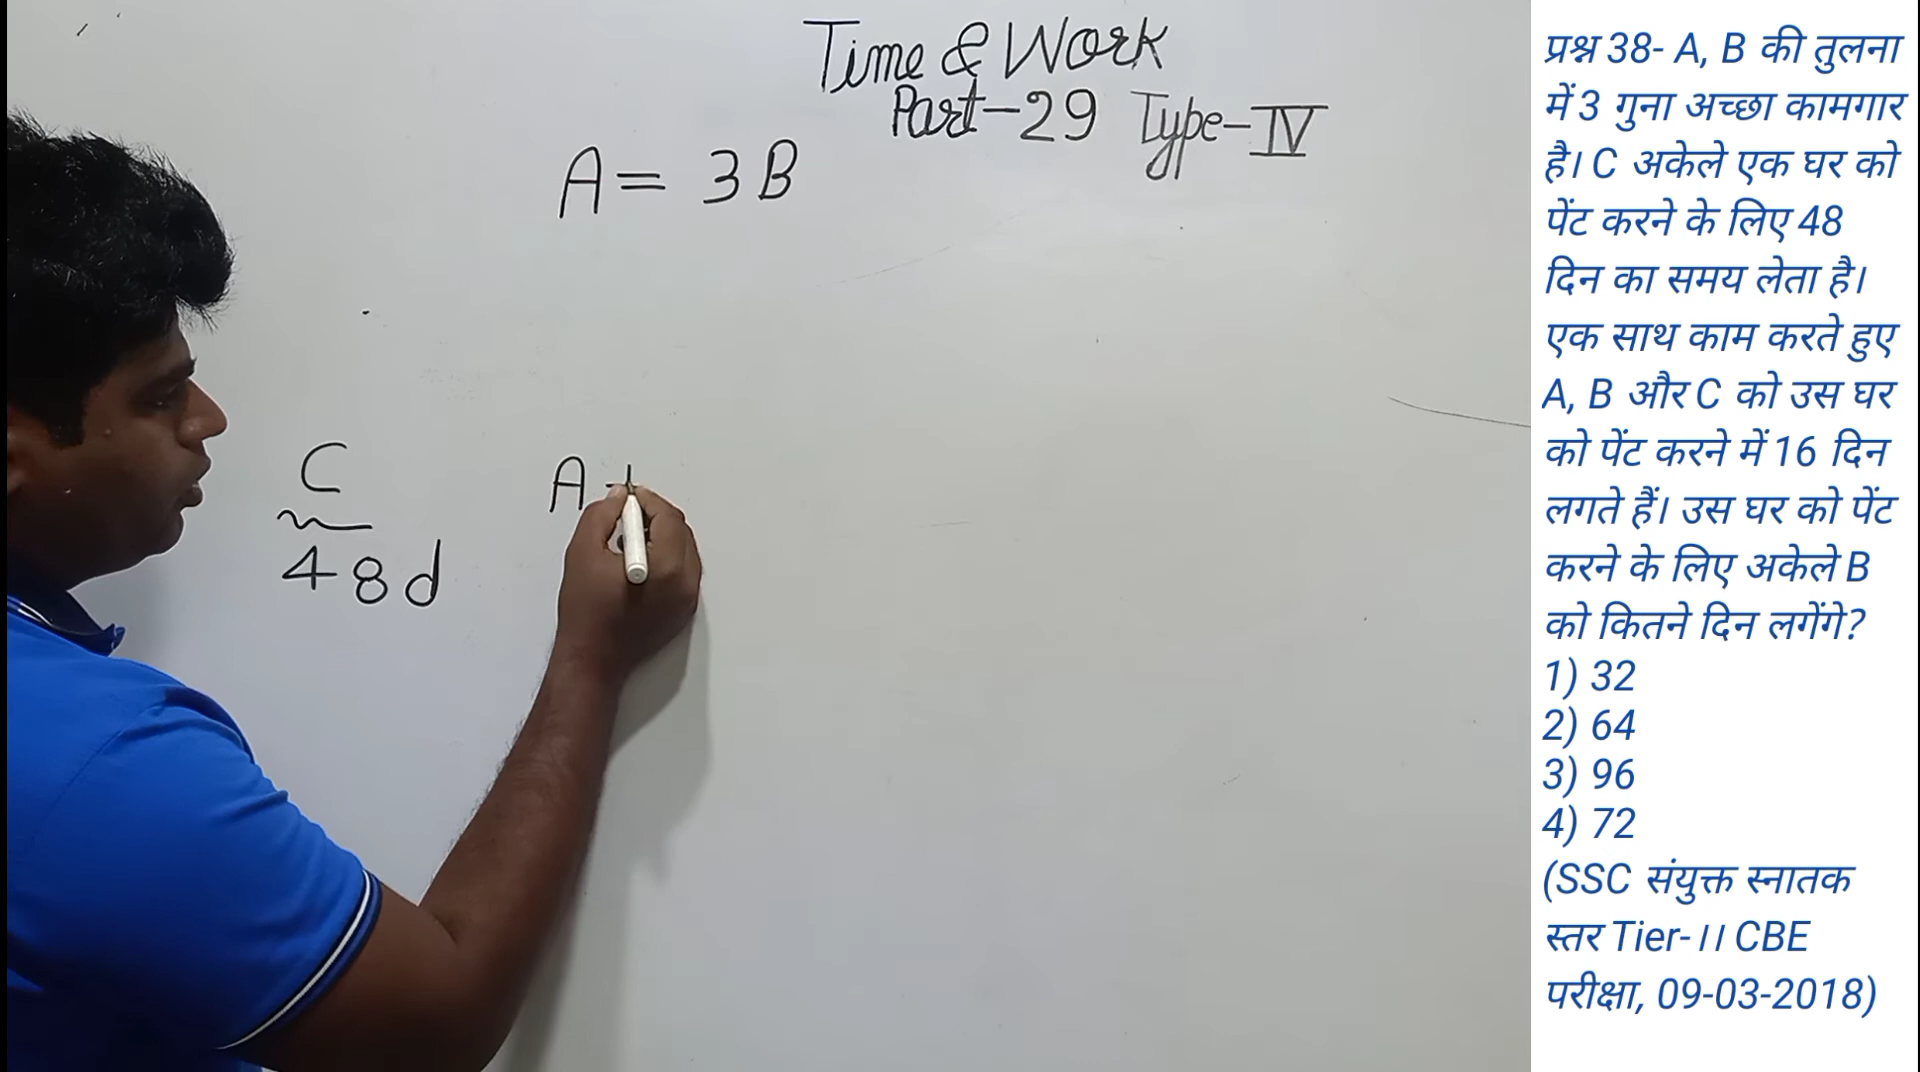 Time & Work
Part-29 Type-IV
A = 3B
C
48d
A +
प्रश्न 38- A, B की तुलना
में 3 गुना अच्छा कामगार
है। C अकेले एक घर को
पेंट करने के लिए 48
दिन का समय लेता है।
एक साथ काम करते हुए
A, B और C को उस घर
को पेंट करने में 16 दिन
लगते हैं। उस घर को पेंट
करने के लिए अकेले B
को कितने दिन लगेंगे?
1) 32
2) 64
3) 96
4) 72
(SSC संयुक्त स्नातक
स्तर Tier-।। CBE
परीक्षा, 09-03-2018)